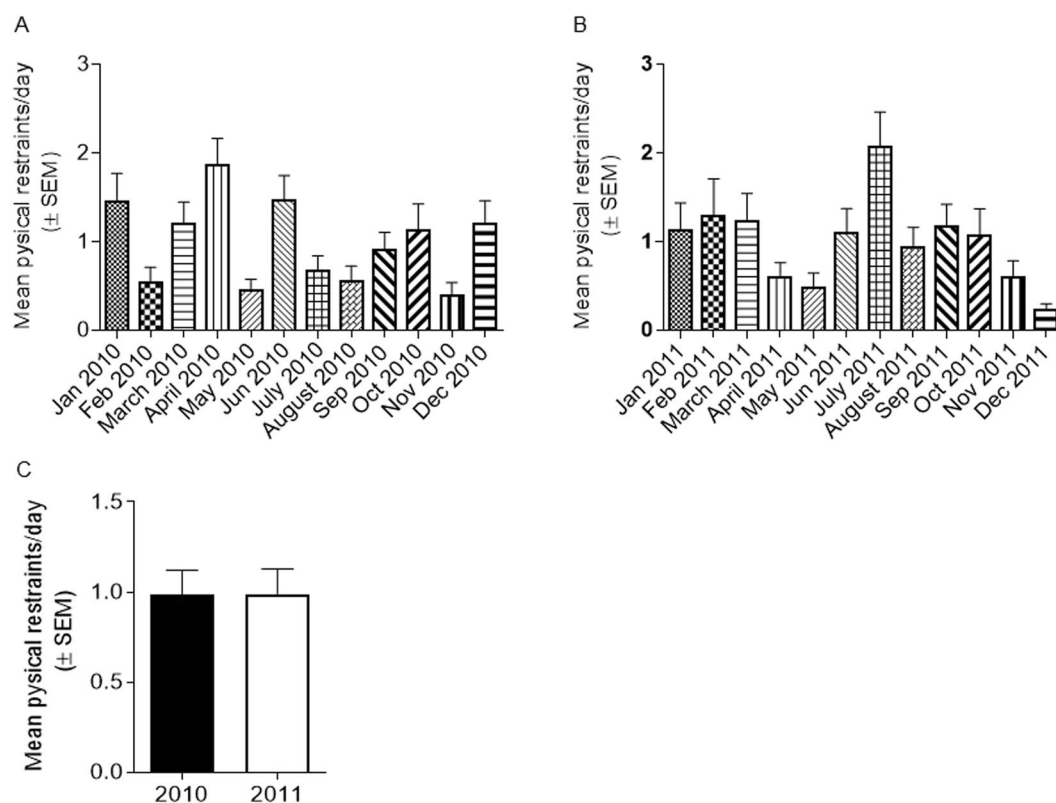 A
Mean pysical restraints/day
(± SEM)
3
2
1
0
Jan 2010
Feb 2010
March 2010
April 2010
May 2010
Jun 2010
July 2010
August 2010
Sep 2010
Oct 2010
Nov 2010
Dec 2010
B
Mean pysical restraints/day
(± SEM)
3
2
1
0
Jan 2011
Feb 2011
March 2011
April 2011
May 2011
Jun 2011
July 2011
August 2011
Sep 2011
Oct 2011
Nov 2011
Dec 2011
C
Mean pysical restraints/day
(± SEM)
1.5
1.0
0.5
0.0
2010
2011